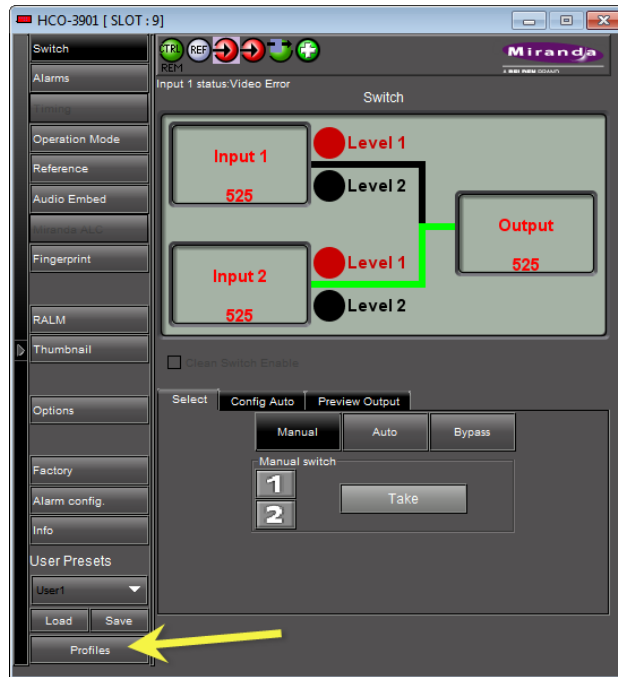 HCO-3901 [ SLOT : 9]
Switch
Alarms
Timing
Operation Mode
Reference
Audio Embed
Miranda ALC
Fingerprint
RALM
Thumbnail
Options
Factory
Alarm config.
Info
User Presets
User1
Load Save
Profiles
CTRL REF
REM
Miranda
A BELDEN BRAND
Input 1 status:Video Error
Switch
Input 1
525
Level 1
Level 2
Input 2
525
Level 1
Level 2
Output
525
Clean Switch Enable
Select Config Auto Preview Output
Manual Auto Bypass
Manual switch
1
2
Take